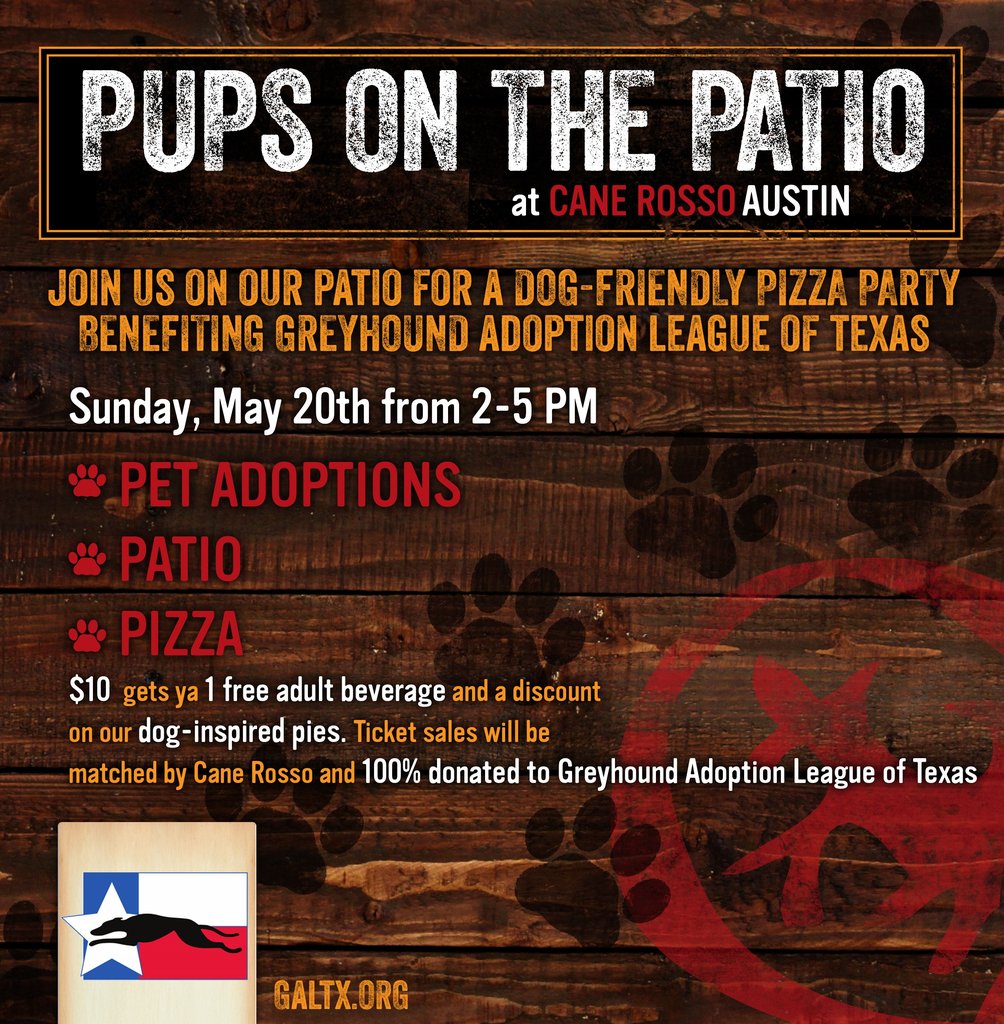 PUPS ON THE PATIO
at CANE ROSSO AUSTIN
JOIN US ON OUR PATIO FOR A DOG-FRIENDLY PIZZA PARTY
BENEFITING GREYHOUND ADOPTION LEAGUE OF TEXAS
Sunday, May 20th from 2-5 PM
PET ADOPTIONS
PATIO
PIZZA
$10 gets ya 1 free adult beverage and a discount
on our dog-inspired pies. Ticket sales will be
matched by Cane Rosso and 100% donated to Greyhound Adoption League of Texas
GALTX.ORG